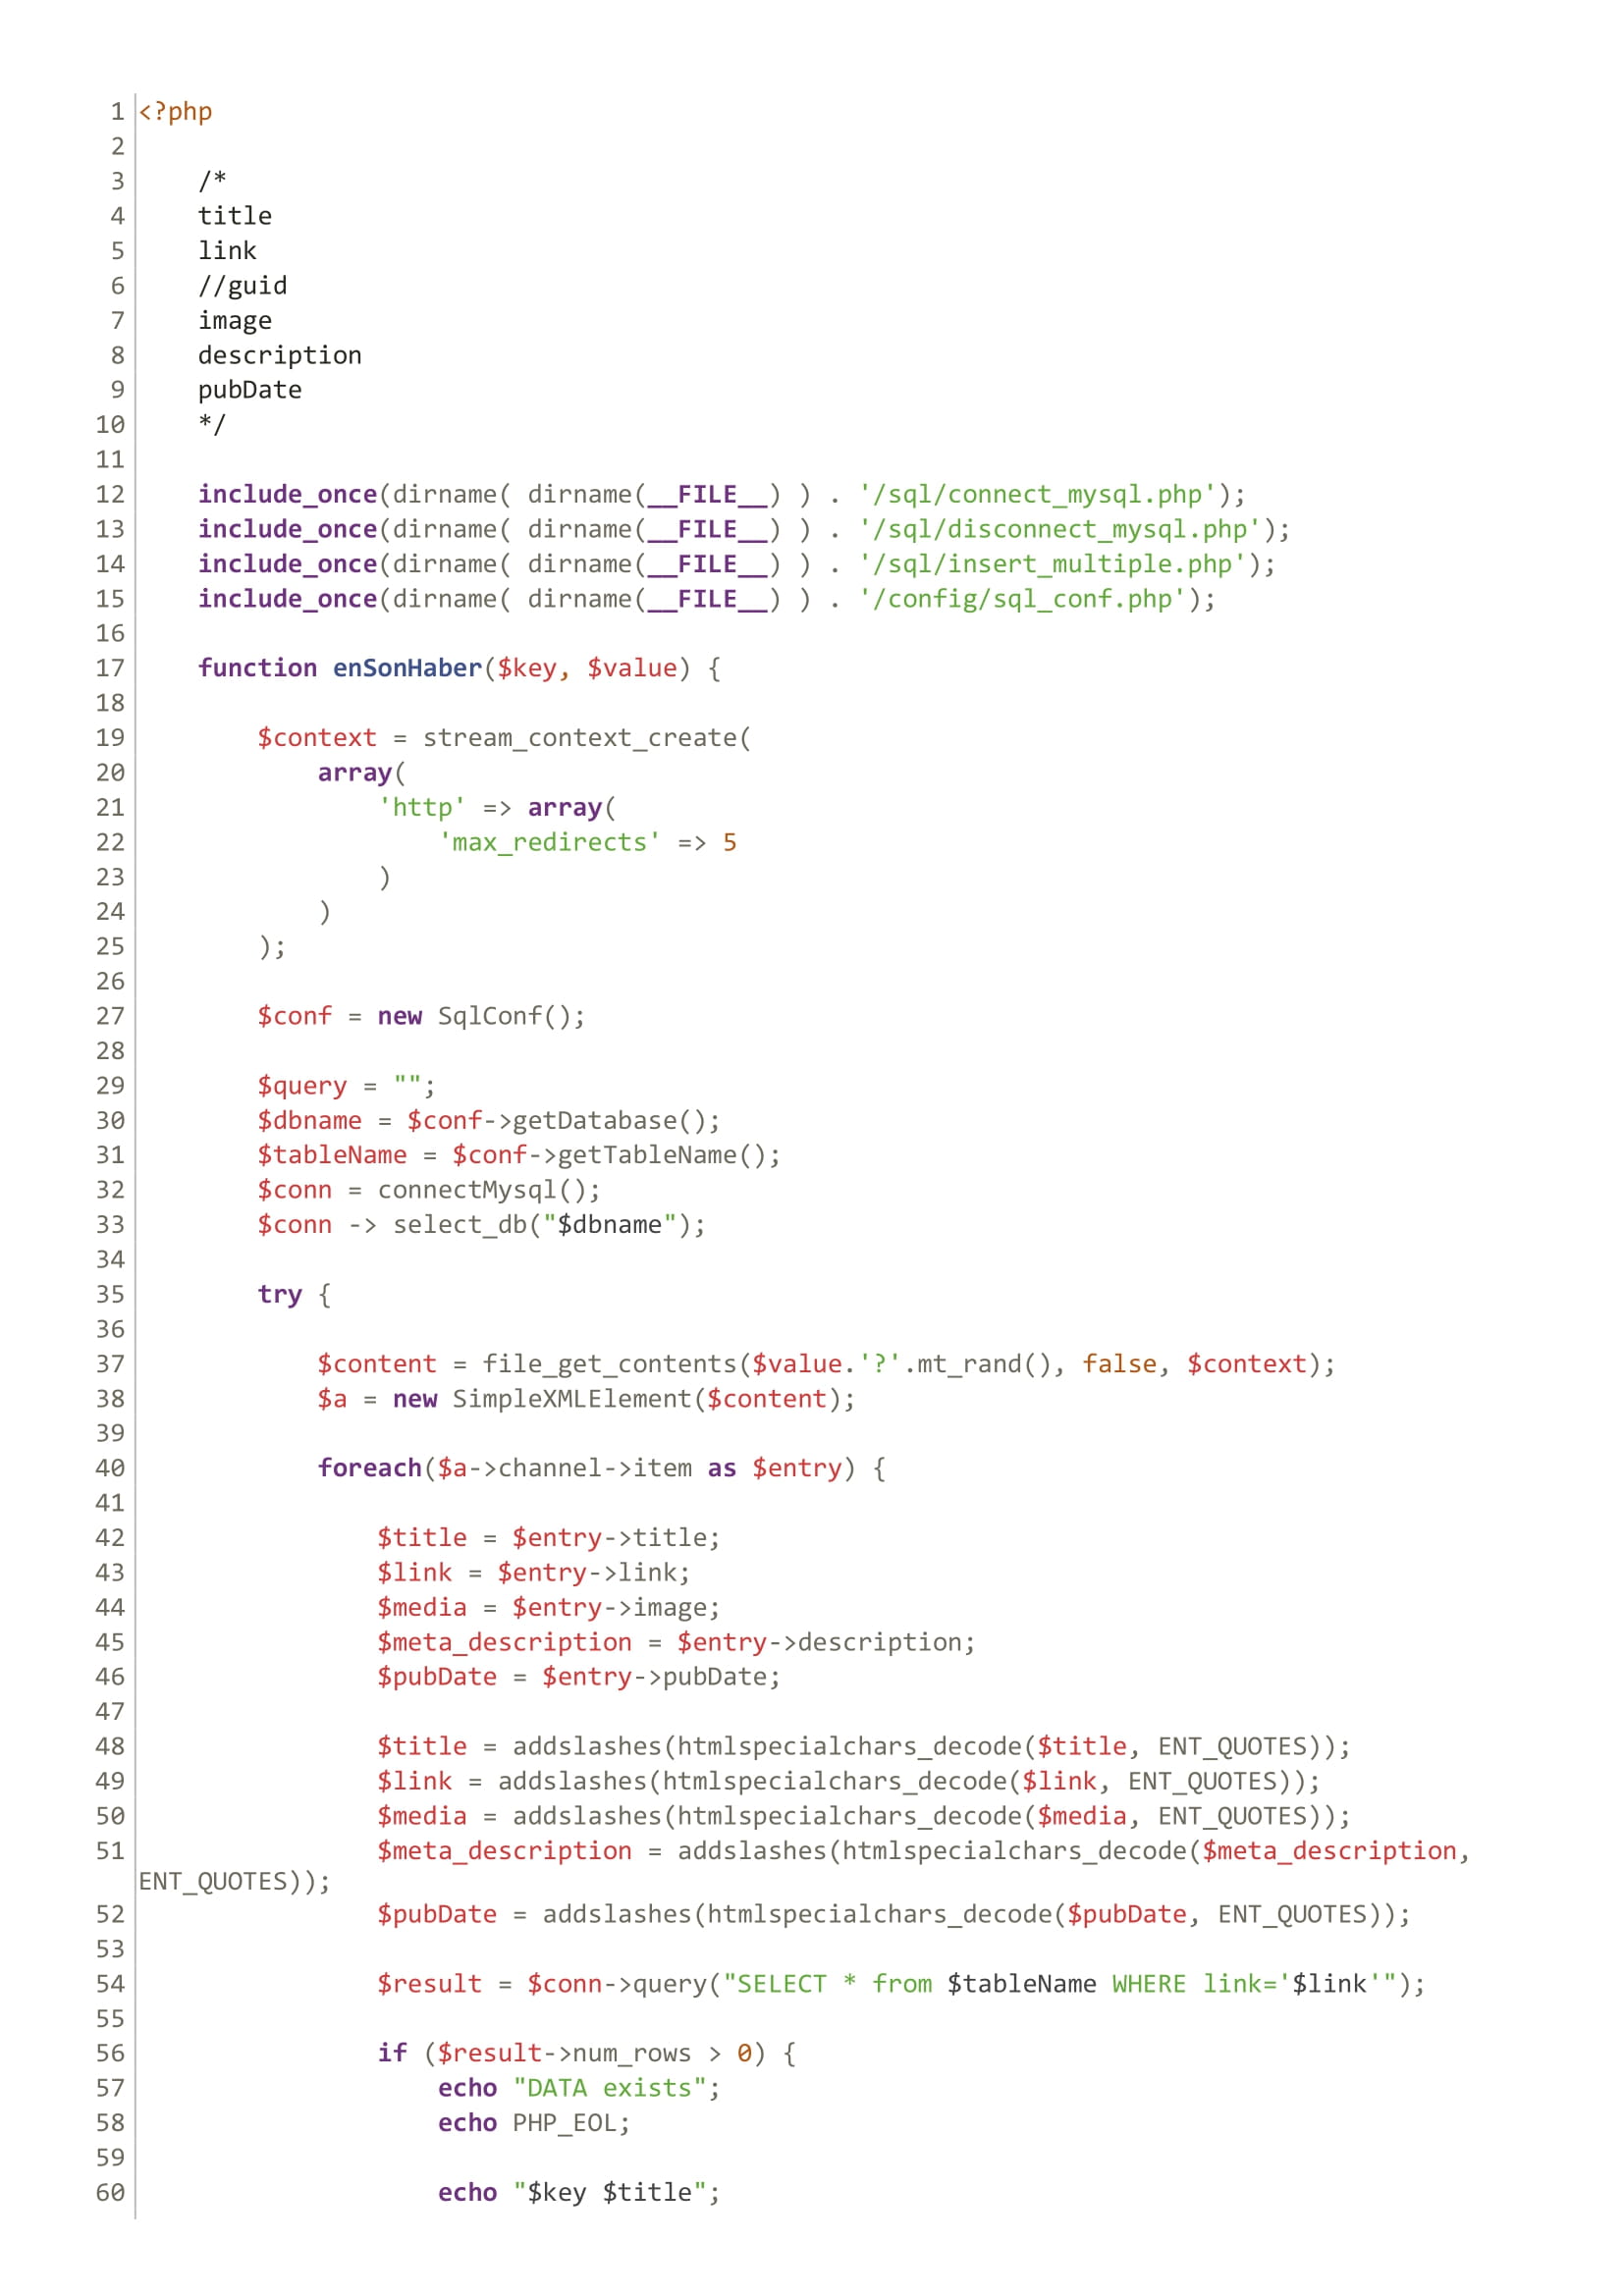 1 <?php
2
3     /*
4     title
5     link
6     //guid
7     image
8     description
9     pubDate
10     */
11
12     include_once(dirname( dirname(__FILE__) ) . '/sql/connect_mysql.php');
13     include_once(dirname( dirname(__FILE__) ) . '/sql/disconnect_mysql.php');
14     include_once(dirname( dirname(__FILE__) ) . '/sql/insert_multiple.php');
15     include_once(dirname( dirname(__FILE__) ) . '/config/sql_conf.php');
16
17     function enSonHaber($key, $value) {
18
19         $context = stream_context_create(
20             array(
21                 'http' => array(
22                     'max_redirects' => 5
23                 )
24             )
25         );
26
27         $conf = new SqlConf();
28
29         $query = "";
30         $dbname = $conf->getDatabase();
31         $tableName = $conf->getTableName();
32         $conn = connectMysql();
33         $conn -> select_db("$dbname");
34
35         try {
36
37             $content = file_get_contents($value.'?'.mt_rand(), false, $context);
38             $a = new SimpleXMLElement($content);
39
40             foreach($a->channel->item as $entry) {
41
42                 $title = $entry->title;
43                 $link = $entry->link;
44                 $media = $entry->image;
45                 $meta_description = $entry->description;
46                 $pubDate = $entry->pubDate;
47
48                 $title = addslashes(htmlspecialchars_decode($title, ENT_QUOTES));
49                 $link = addslashes(htmlspecialchars_decode($link, ENT_QUOTES));
50                 $media = addslashes(htmlspecialchars_decode($media, ENT_QUOTES));
51                 $meta_description = addslashes(htmlspecialchars_decode($meta_description,
ENT_QUOTES));
52                 $pubDate = addslashes(htmlspecialchars_decode($pubDate, ENT_QUOTES));
53
54                 $result = $conn->query("SELECT * from $tableName WHERE link='$link'");
55
56                 if ($result->num_rows > 0) {
57                     echo "DATA exists";
58                     echo PHP_EOL;
59
60                     echo "$key $title";